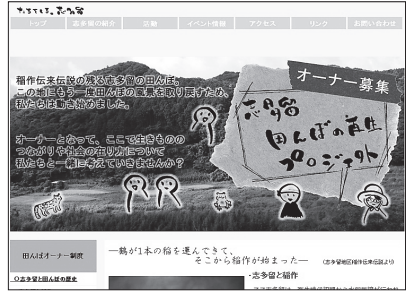 トップ 志多留の紹介 活動 イベント情報 アクセス リンク お問い合わせ
稲作伝来伝説の残る志多留の田んぼ。
この地にもう一度田んぼの風景を取り戻すため、
私たちは動き始めました。
オーナーとなって、ここで生きものの
つながりや社会の在り方について
私たちと一緒に考えていきませんか？
オーナー募集
志多留
田んぼの再生
プロジェクト
田んぼオーナー制度
○志多留と田んぼの歴史
―鶴が1本の稲を運んできて、
そこから稲作が始まった―
(志多留地区稲作伝来伝説より)
・志多留と稲作